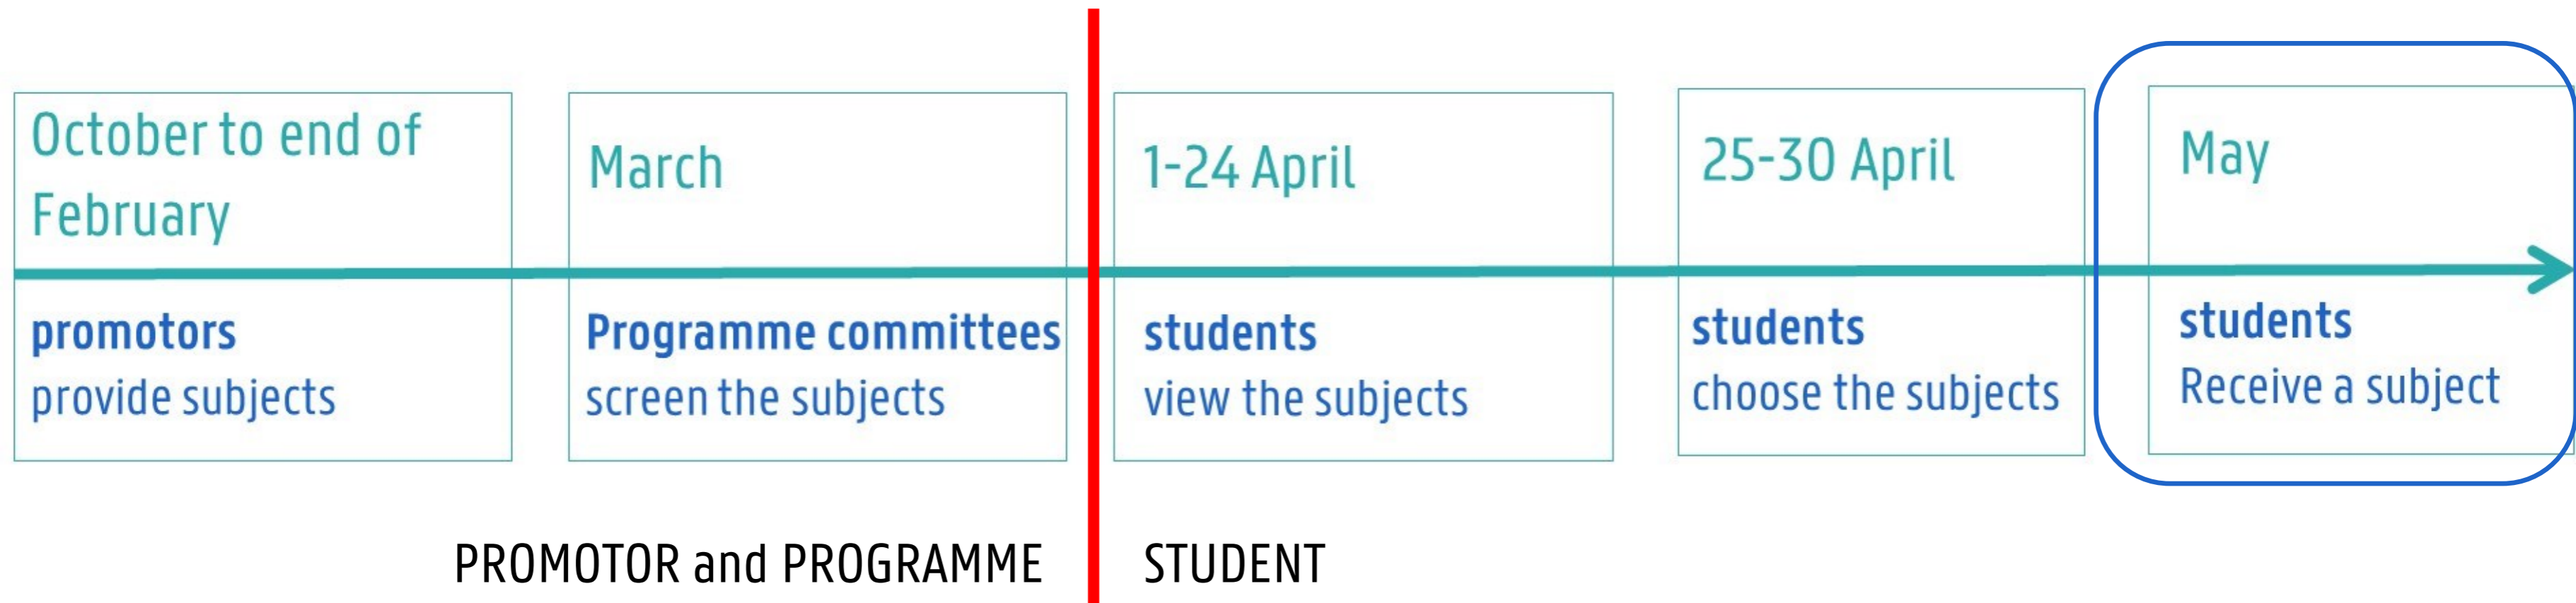 October to end of
February
promotors
provide subjects
March
Programme committees
screen the subjects
1-24 April
students
view the subjects
25-30 April
students
choose the subjects
May
students
Receive a subject
PROMOTOR and PROGRAMME
STUDENT